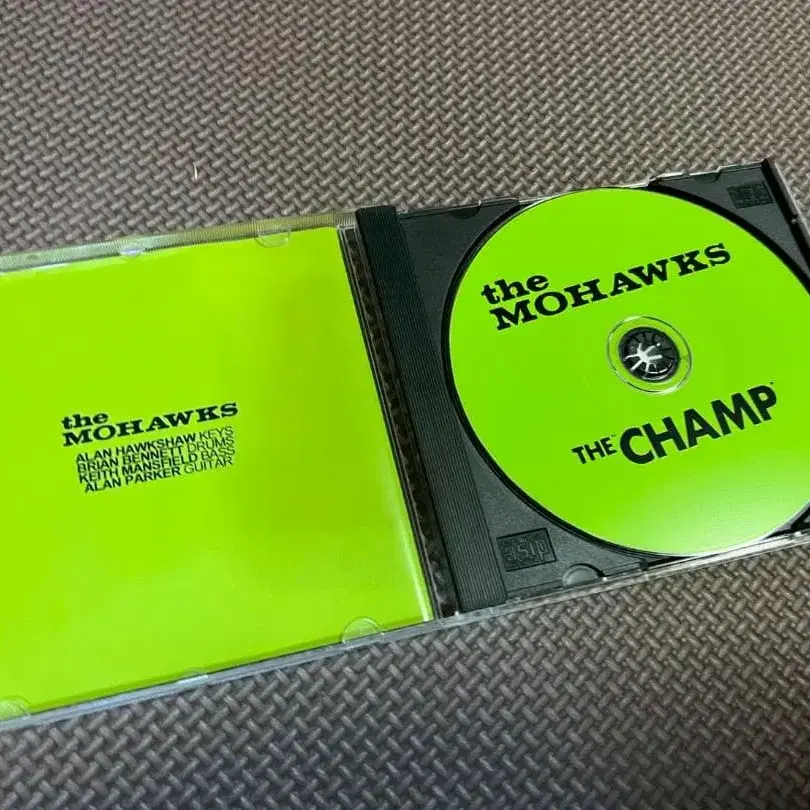 the
MOHAWKS
ALAN HAWKSHAW KEYS
BRIAN BENNETT DRUMS
KEITH MANSFIELD BASS
ALAN PARKER GUITAR
the
MOHAWKS
THE CHAMP